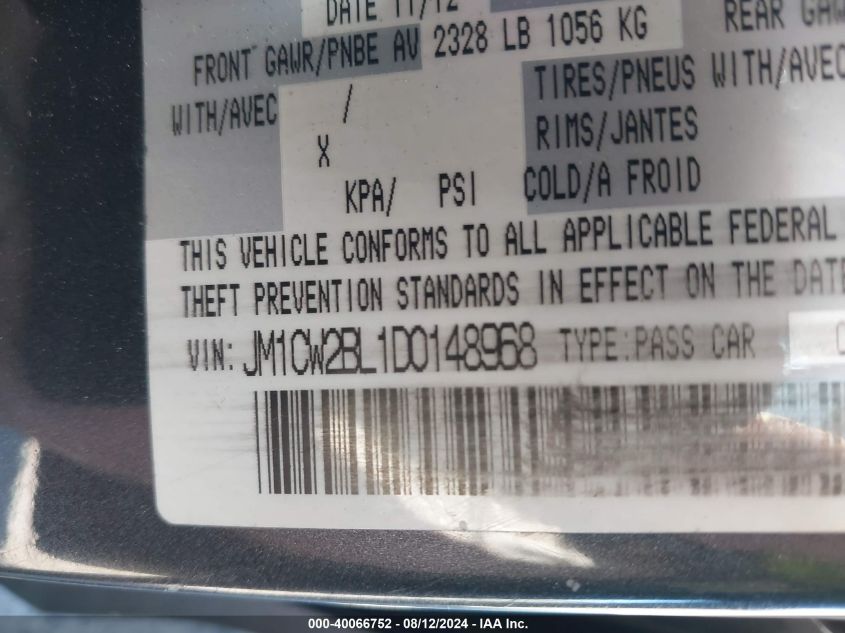 DATE 11/12
REAR GAW
FRONT GAWR/PNBE AV 2328 LB 1056 KG
WITH/AVEC / TIRES/PNEUS WITH/AVEC
X RIMS/JANTES
KPA/ PSI COLD/A FROID
THIS VEHICLE CONFORMS TO ALL APPLICABLE FEDERAL
THEFT PREVENTION STANDARDS IN EFFECT ON THE DATE
VIN: JM1CW2BL1D0148968 TYPE:PASS CAR
000-40066752 - 08/12/2024 - IAA Inc.